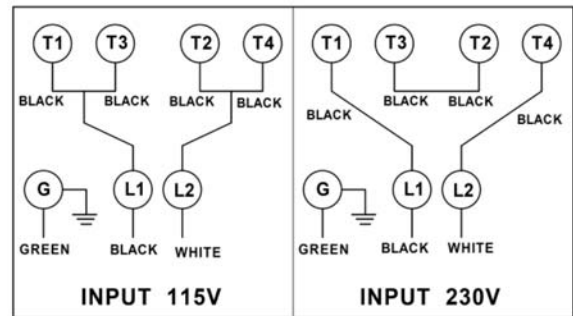 T1 T3 T2 T4
BLACK BLACK BLACK BLACK
G L1 L2
GREEN BLACK WHITE
INPUT 115V
T1 T3 T2 T4
BLACK BLACK BLACK BLACK
G L1 L2
GREEN BLACK WHITE
INPUT 230V